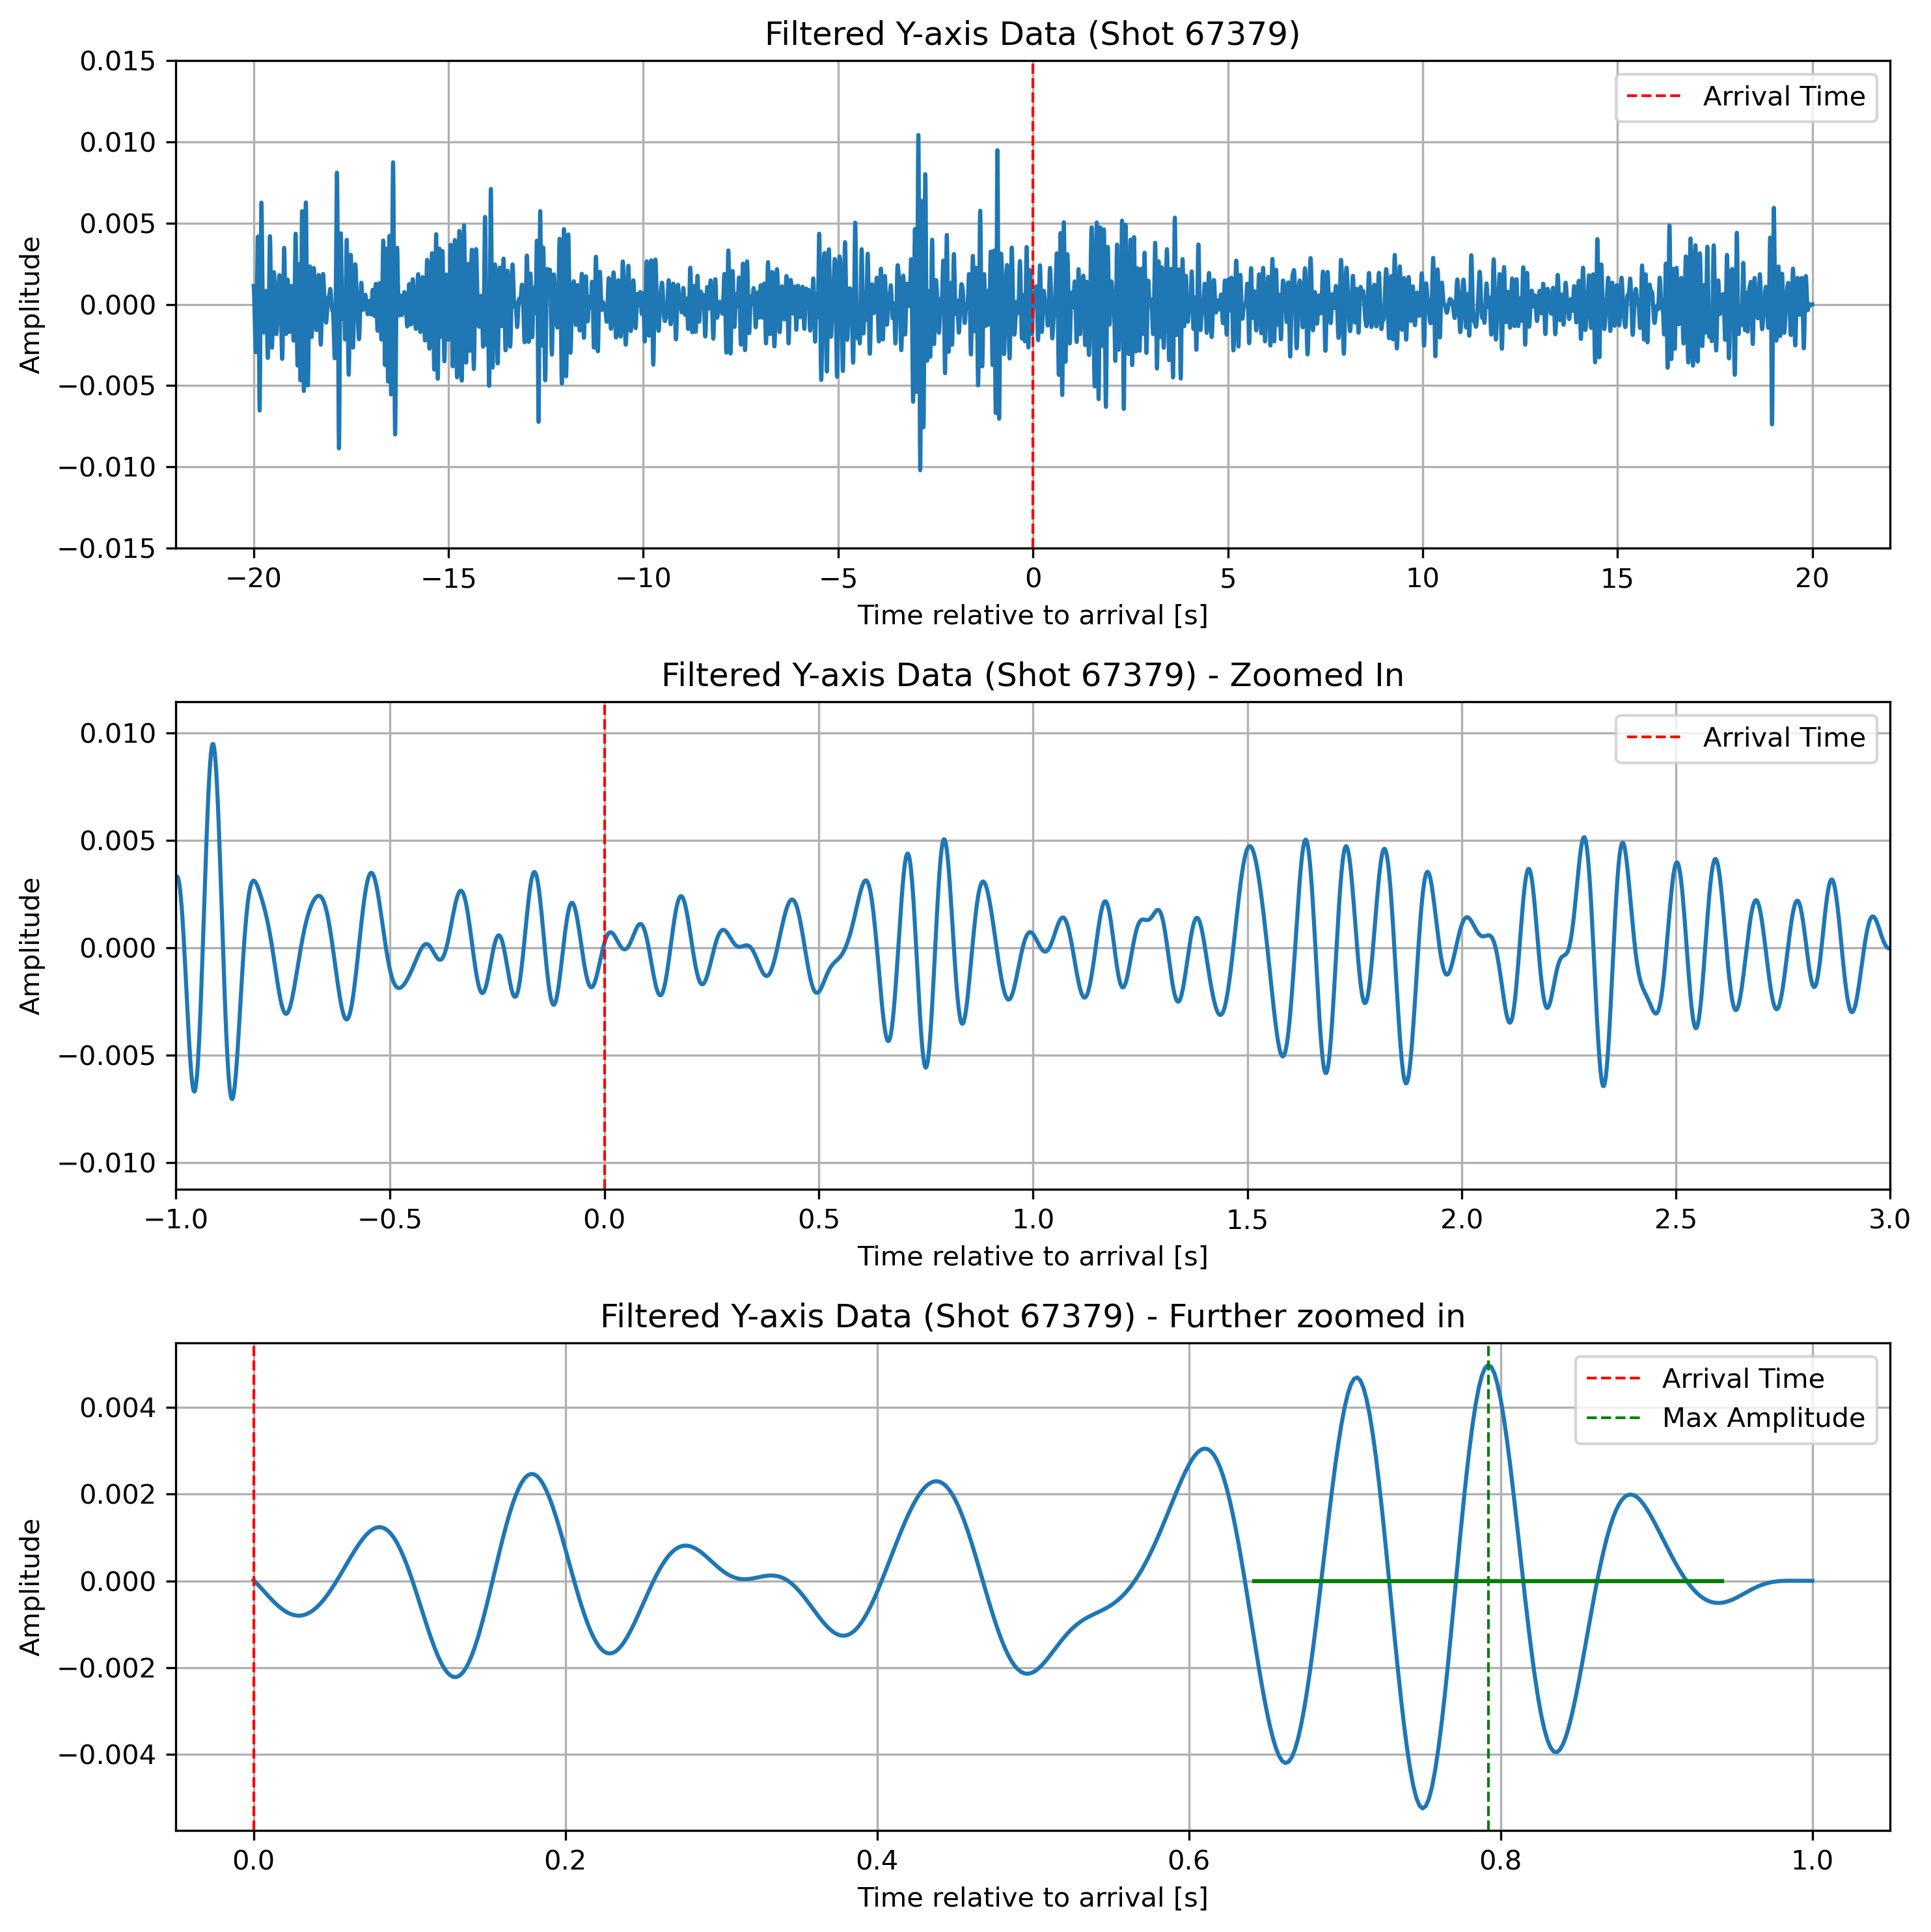 Filtered Y-axis Data (Shot 67379)
0.015
0.010
0.005
0.000
−0.005
−0.010
−0.015
Amplitude
Arrival Time
−20 −15 −10 −5 0 5 10 15 20
Time relative to arrival [s]
Filtered Y-axis Data (Shot 67379) - Zoomed In
0.010
0.005
0.000
−0.005
−0.010
Amplitude
Arrival Time
−1.0 −0.5 0.0 0.5 1.0 1.5 2.0 2.5 3.0
Time relative to arrival [s]
Filtered Y-axis Data (Shot 67379) - Further zoomed in
0.004
0.002
0.000
−0.002
−0.004
Amplitude
Arrival Time
Max Amplitude
0.0 0.2 0.4 0.6 0.8 1.0
Time relative to arrival [s]